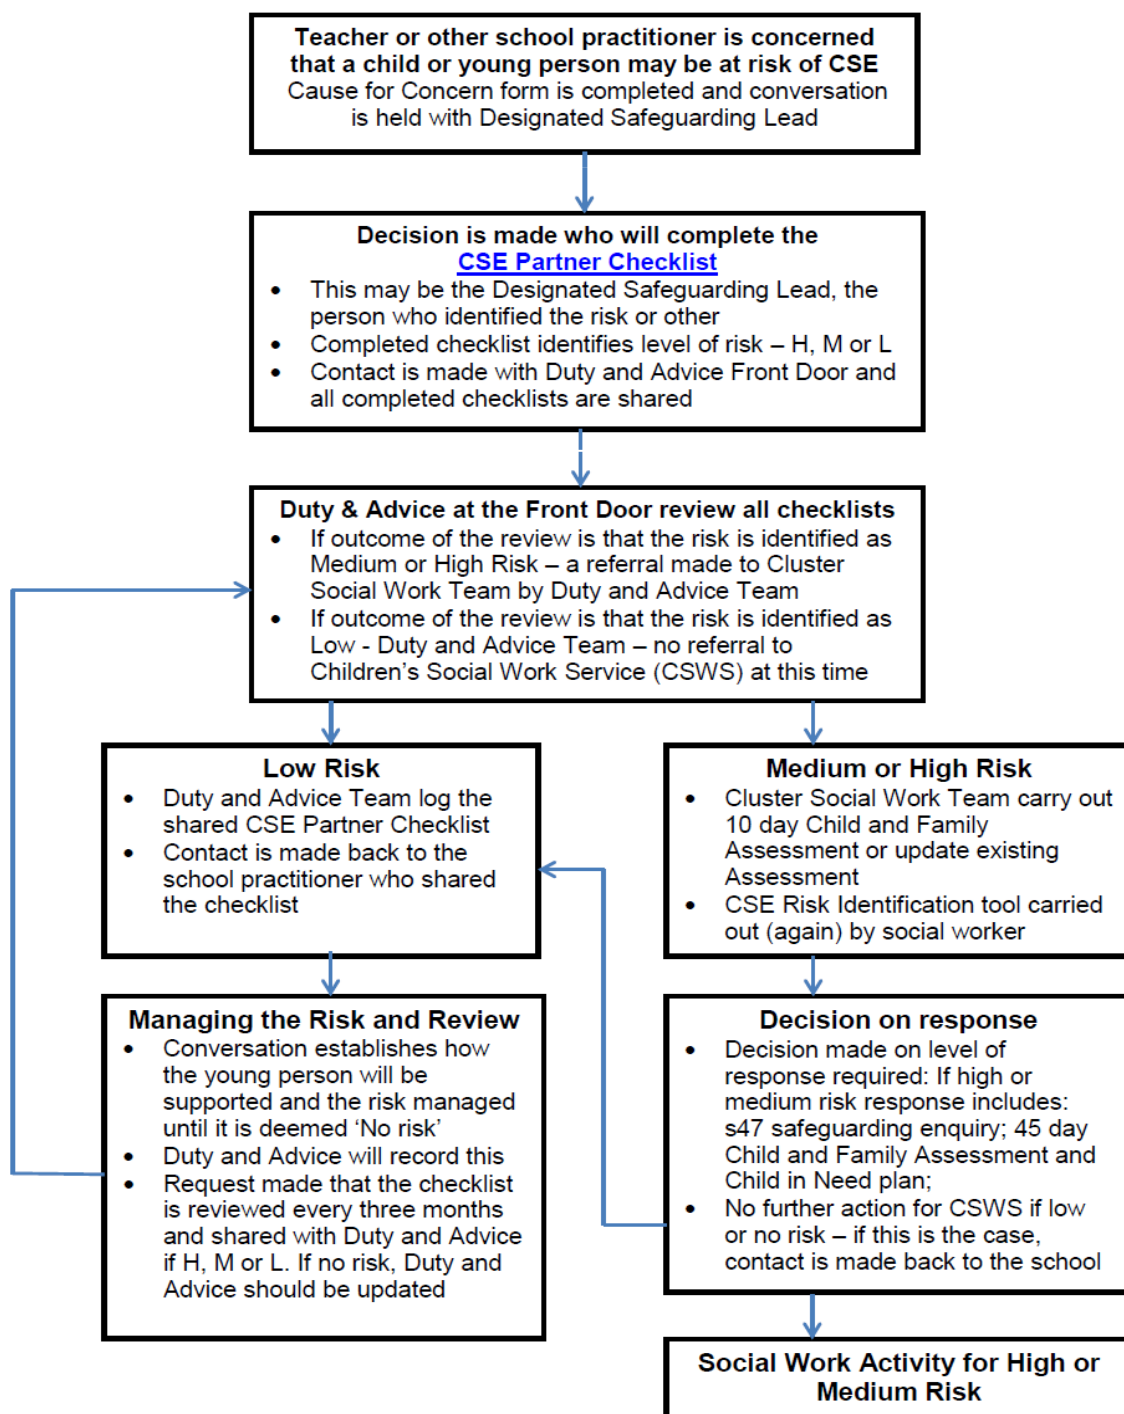 Teacher or other school practitioner is concerned
that a child or young person may be at risk of CSE
Cause for Concern form is completed and conversation
is held with Designated Safeguarding Lead
Decision is made who will complete the
CSE Partner Checklist
• This may be the Designated Safeguarding Lead, the
person who identified the risk or other
• Completed checklist identifies level of risk – H, M or L
• Contact is made with Duty and Advice Front Door and
all completed checklists are shared
Duty & Advice at the Front Door review all checklists
• If outcome of the review is that the risk is identified as
Medium or High Risk – a referral made to Cluster
Social Work Team by Duty and Advice Team
• If outcome of the review is that the risk is identified as
Low - Duty and Advice Team – no referral to
Children’s Social Work Service (CSWS) at this time
Low Risk
• Duty and Advice Team log the
shared CSE Partner Checklist
• Contact is made back to the
school practitioner who shared
the checklist
Medium or High Risk
• Cluster Social Work Team carry out
10 day Child and Family
Assessment or update existing
Assessment
• CSE Risk Identification tool carried
out (again) by social worker
Managing the Risk and Review
• Conversation establishes how
the young person will be
supported and the risk managed
until it is deemed ‘No risk’
• Duty and Advice will record this
• Request made that the checklist
is reviewed every three months
and shared with Duty and Advice
if H, M or L. If no risk, Duty and
Advice should be updated
Decision on response
• Decision made on level of
response required: If high or
medium risk response includes:
s47 safeguarding enquiry; 45 day
Child and Family Assessment and
Child in Need plan;
• No further action for CSWS if low
or no risk – if this is the case,
contact is made back to the school
Social Work Activity for High or
Medium Risk